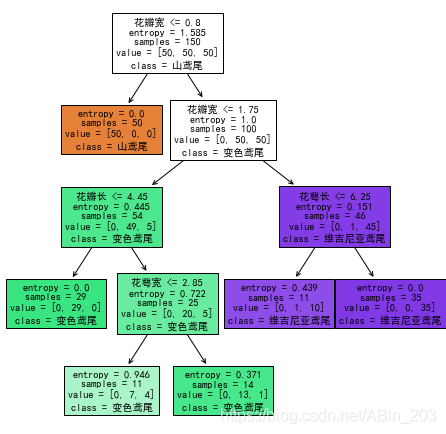 花瓣宽 <= 0.8
entropy = 1.585
samples = 150
value = [50, 50, 50]
class = 山鸢尾
entropy = 0.0
samples = 50
value = [50, 0, 0]
class = 山鸢尾
花瓣宽 <= 1.75
entropy = 1.0
samples = 100
value = [0, 50, 50]
class = 变色鸢尾
花瓣长 <= 4.45
entropy = 0.445
samples = 54
value = [0, 49, 5]
class = 变色鸢尾
花萼长 <= 6.25
entropy = 0.151
samples = 46
value = [0, 1, 45]
class = 维吉尼亚鸢尾
entropy = 0.0
samples = 29
value = [0, 29, 0]
class = 变色鸢尾
花萼宽 <= 2.85
entropy = 0.722
samples = 25
value = [0, 20, 5]
class = 变色鸢尾
entropy = 0.439
samples = 11
value = [0, 1, 10]
class = 维吉尼亚鸢尾
entropy = 0.0
samples = 35
value = [0, 0, 35]
class = 维吉尼亚鸢尾
entropy = 0.946
samples = 11
value = [0, 7, 4]
class = 变色鸢尾
entropy = 0.371
samples = 14
value = [0, 13, 1]
class = 变色鸢尾
https://blog.csdn.net/ABin_203